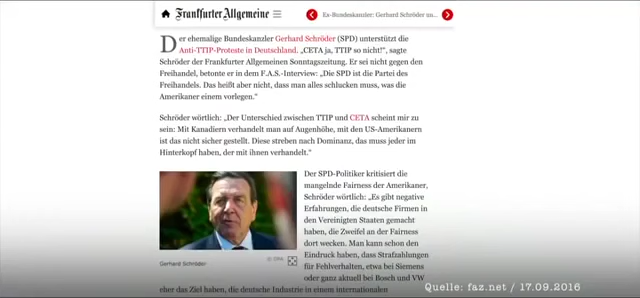 Frankfurter Allgemeine
Ex-Bundeskanzler: Gerhard Schröder un...
Der ehemalige Bundeskanzler Gerhard Schröder (SPD) unterstützt die
Anti-TTIP-Proteste in Deutschland. „CETA ja, TTIP so nicht!“, sagte
Schröder der Frankfurter Allgemeinen Sonntagszeitung. Er sei nicht gegen den
Freihandel, betonte er in dem F.A.S.-Interview: „Die SPD ist die Partei des
Freihandels. Das heißt aber nicht, dass man alles schlucken muss, was die
Amerikaner einem vorlegen.“
Schröder wörtlich: „Der Unterschied zwischen TTIP und CETA scheint mir zu
sein: Mit Kanadiern verhandelt man auf Augenhöhe, mit den US-Amerikanern
ist das nicht sicher gestellt. Diese streben nach Dominanz, das muss jeder im
Hinterkopf haben, der mit ihnen verhandelt.“
© DPA
Gerhard Schröder
Der SPD-Politiker kritisiert die
mangelnde Fairness der Amerikaner,
Schröder wörtlich: „Es gibt negative
Erfahrungen, die deutsche Firmen in
den Vereinigten Staaten gemacht
haben, die Zweifel an der Fairness
dort wecken. Man kann schon den
Eindruck haben, dass Strafzahlungen
für Fehlverhalten, etwa bei Siemens
oder ganz aktuell bei Bosch und VW
eher das Ziel haben, die deutsche Industrie in einem internationalen
Quelle: faz.net / 17.09.2016